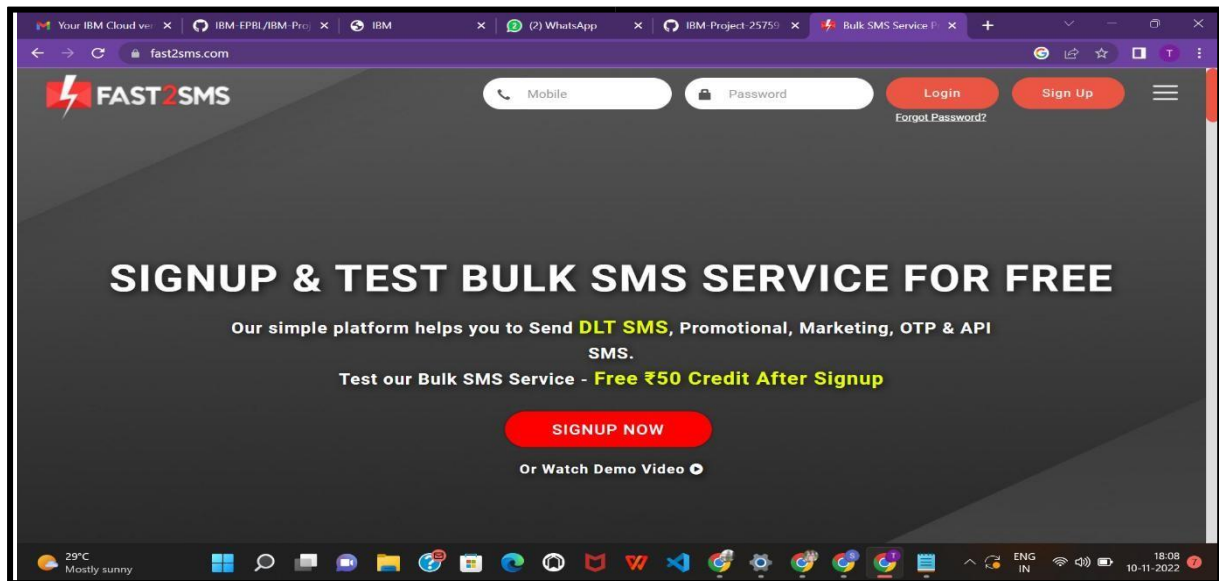 Your IBM Cloud ver
IBM-EPBL/IBM-Proj
IBM
(2) WhatsApp
IBM-Project-25759
Bulk SMS Service P
fast2sms.com
T
FAST2SMS
Mobile
Password
Login
Sign Up
Forgot Password?
SIGNUP & TEST BULK SMS SERVICE FOR FREE
Our simple platform helps you to Send DLT SMS, Promotional, Marketing, OTP & API
SMS.
Test our Bulk SMS Service - Free ₹50 Credit After Signup
SIGNUP NOW
Or Watch Demo Video
29°C
Mostly sunny
ENG
IN
18:08
10-11-2022